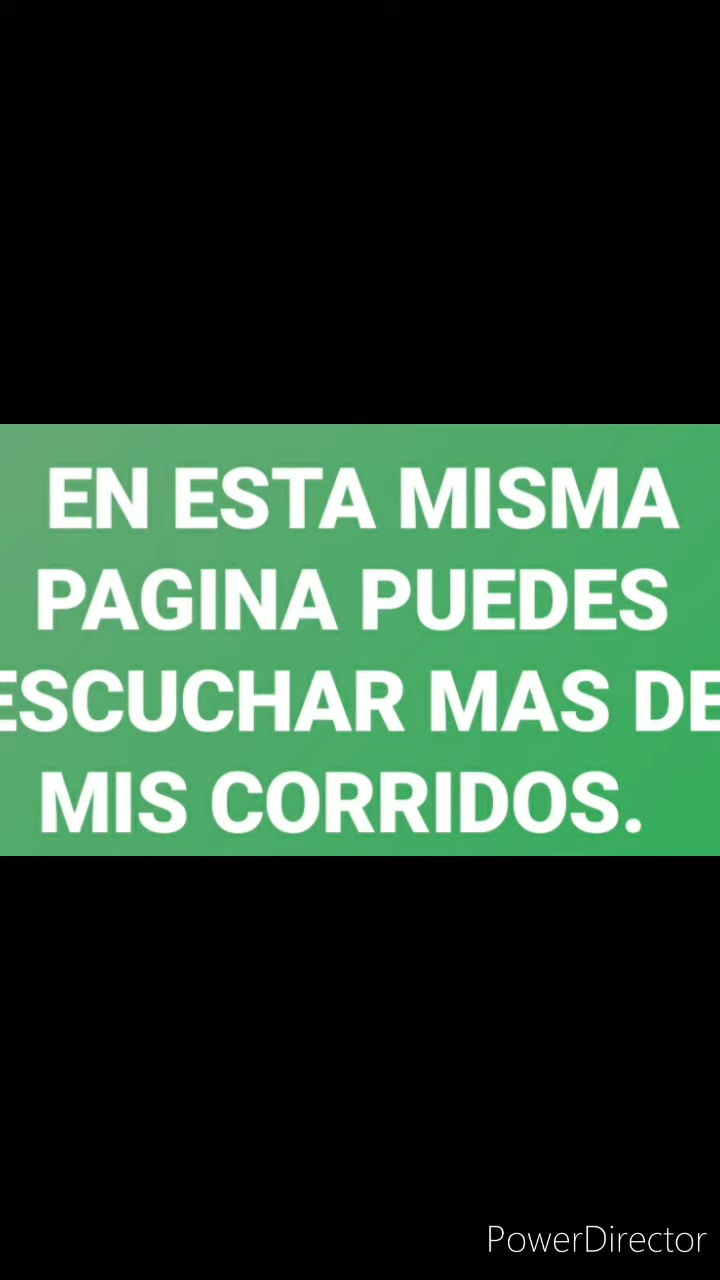 EN ESTA MISMA
PAGINA PUEDES
ESCUCHAR MAS DE
MIS CORRIDOS.
PowerDirector